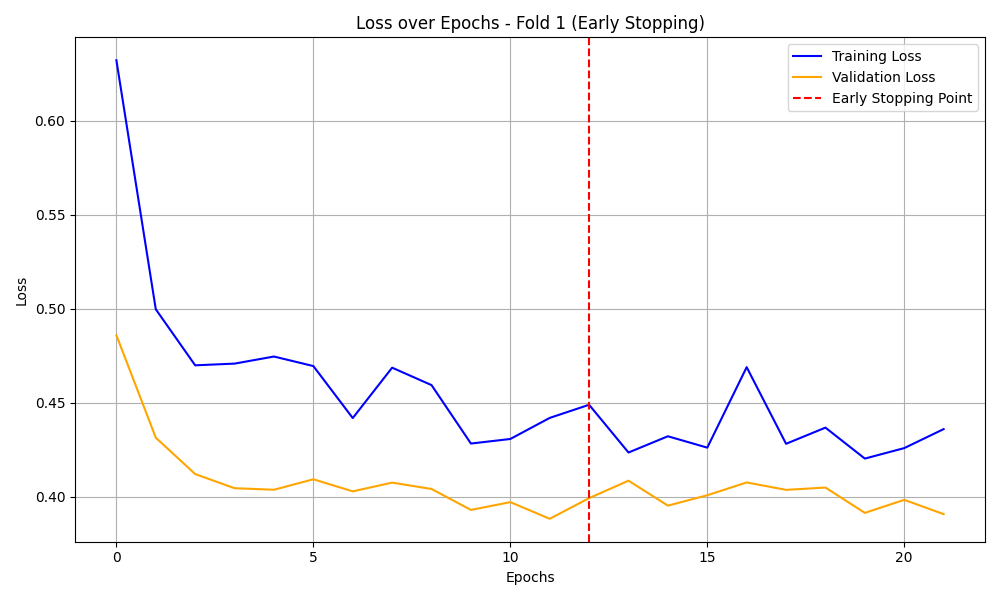 Loss over Epochs - Fold 1 (Early Stopping)
Training Loss
Validation Loss
Early Stopping Point
0.60
0.55
0.50
0.45
0.40
Loss
0 5 10 15 20
Epochs